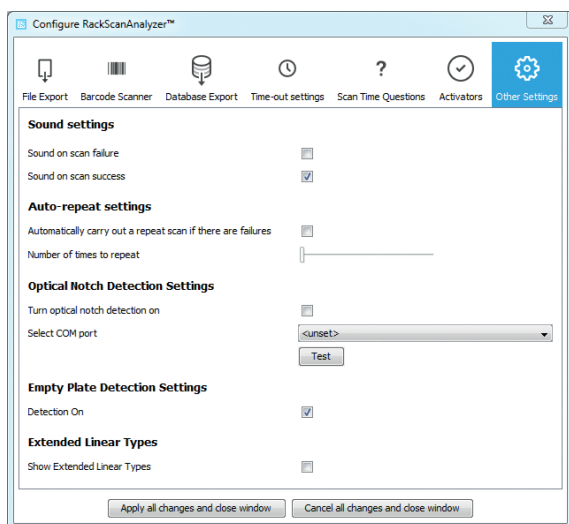 Configure RackScanAnalyzer™
?
File Export Barcode Scanner Database Export Time-out settings Scan Time Questions Activators Other Settings
Sound settings
Sound on scan failure
Sound on scan success
Auto-repeat settings
Automatically carry out a repeat scan if there are failures
Number of times to repeat
Optical Notch Detection Settings
Turn optical notch detection on
Select COM port <unset>
Test
Empty Plate Detection Settings
Detection On
Extended Linear Types
Show Extended Linear Types
Apply all changes and close window Cancel all changes and close window